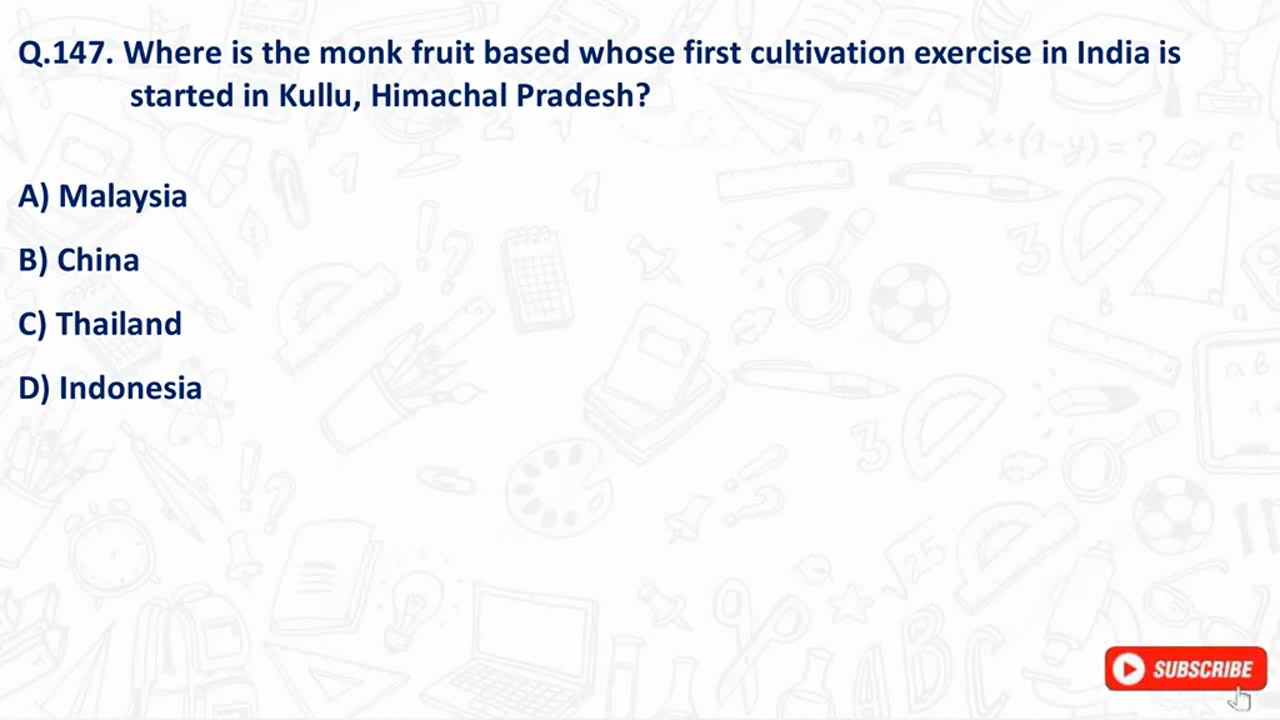 Q.147. Where is the monk fruit based whose first cultivation exercise in India is
started in Kullu, Himachal Pradesh?
A) Malaysia
B) China
C) Thailand
D) Indonesia
SUBSCRIBE